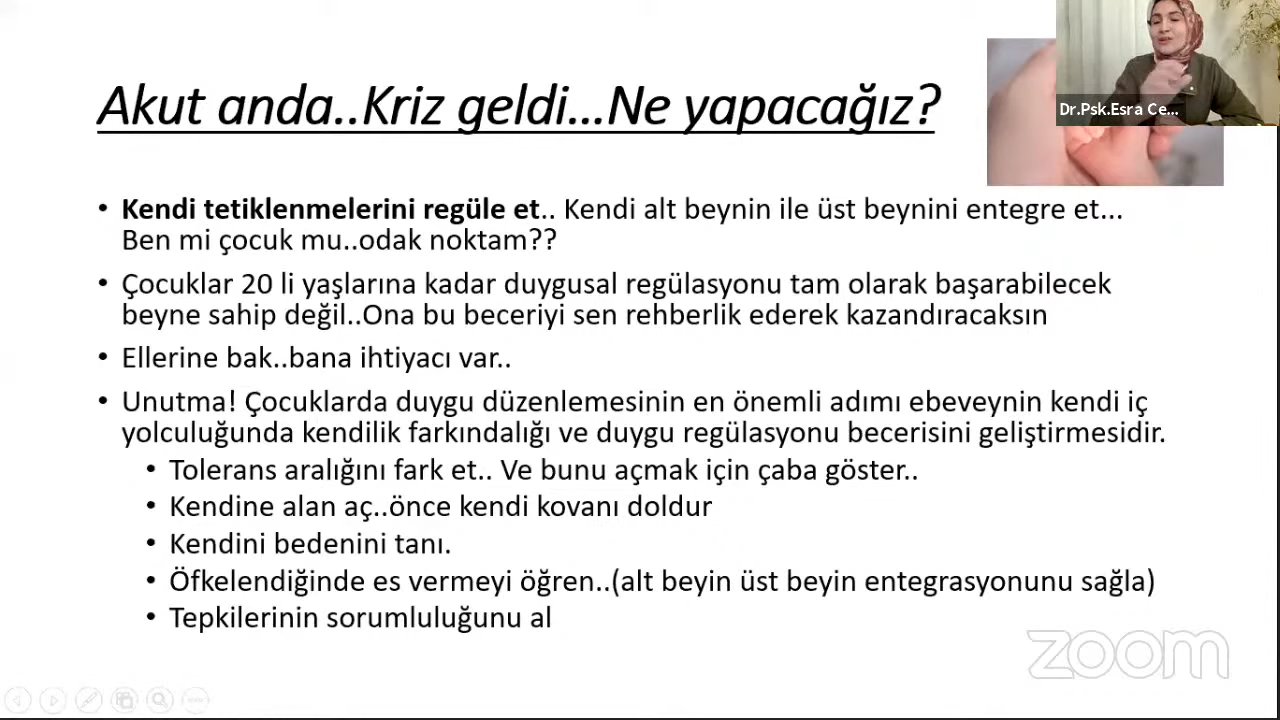 Akut anda..Kriz geldi...Ne yapacağız?
Dr.Psk.Esra Ce...
• Kendi tetiklenmelerini regüle et.. Kendi alt beynin ile üst beynini entegre et...
Ben mi çocuk mu..odak noktam??
• Çocuklar 20 li yaşlarına kadar duygusal regülasyonu tam olarak başarabilecek
beyne sahip değil..Ona bu beceriyi sen rehberlik ederek kazandıracaksın
• Ellerine bak..bana ihtiyacı var..
• Unutma! Çocuklarda duygu düzenlemesinin en önemli adımı ebeveynin kendi iç
yolculuğunda kendilik farkındalığı ve duygu regülasyonu becerisini geliştirmesidir.
• Tolerans aralığını fark et.. Ve bunu açmak için çaba göster..
• Kendine alan aç..önce kendi kovanı doldur
• Kendini bedenini tanı.
• Öfkelendiğinde es vermeyi öğren..(alt beyin üst beyin entegrasyonunu sağla)
• Tepkilerinin sorumluluğunu al
zoom